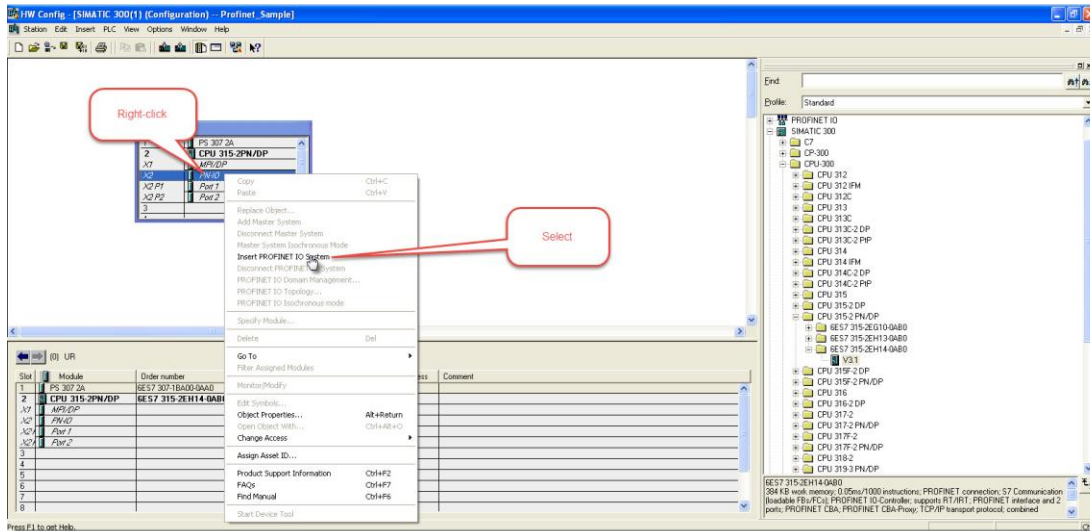 HW Config - [SIMATIC 300(1) (Configuration) -- Profinet_Sample]
Station Edit Insert PLC View Options Window Help
Right-click
1 PS 307 2A
2 CPU 315-2PN/DP
X1 MPI/DP
X2 PN-IO
X2 P1 Port 1
X2 P2 Port 2
3
Copy Ctrl+C
Paste Ctrl+V
Replace Object...
Add Master System
Disconnect Master System
Master System Isochronous Mode
Insert PROFINET IO System
Disconnect PROFINET IO System
PROFINET IO Domain Management...
PROFINET IO Topology...
PROFINET IO Isochronous mode
Specify Module...
Delete Del
Go To
Filter Assigned Modules
Monitor/Modify
Edit Symbols...
Object Properties... Alt+Return
Open Object With... Ctrl+Alt+O
Change Access
Assign Asset ID...
Product Support Information Ctrl+F2
FAQs Ctrl+F7
Find Manual Ctrl+F6
Start Device Tool
Select
Find:
Profile: Standard
PROFINET IO
SIMATIC 300
C7
CP-300
CPU-300
CPU 312
CPU 312 IFM
CPU 312C
CPU 313
CPU 313C
CPU 313C-2 DP
CPU 313C-2 PtP
CPU 314
CPU 314 IFM
CPU 314C-2 DP
CPU 314C-2 PtP
CPU 315
CPU 315-2 DP
CPU 315-2 PN/DP
6ES7 315-2EG10-0AB0
6ES7 315-2EH13-0AB0
6ES7 315-2EH14-0AB0
V3.1
CPU 315F-2 DP
CPU 315F-2 PN/DP
CPU 316
CPU 316-2 DP
CPU 317-2
CPU 317-2 PN/DP
CPU 317F-2
CPU 317F-2 PN/DP
CPU 318-2
CPU 319-3 PN/DP
6ES7 315-2EH14-0AB0
384 KB work memory; 0.05ms/1000 instructions; PROFINET connection; S7 Communication
(loadable FBs/FCs); PROFINET IO-Controller; supports RT/IRT; PROFINET interface and 2
ports; PROFINET CBA; PROFINET CBA-Proxy; TCP/IP transport protocol; combined
(0) UR
Slot Module Order number ess Comment
1 PS 307 2A 6ES7 307-1BA00-0AA0
2 CPU 315-2PN/DP 6ES7 315-2EH14-0AB0
X1 MPI/DP
X2 PN-IO
X2 Port 1
X2 Port 2
3
4
5
6
7
8
Press F1 to get Help.